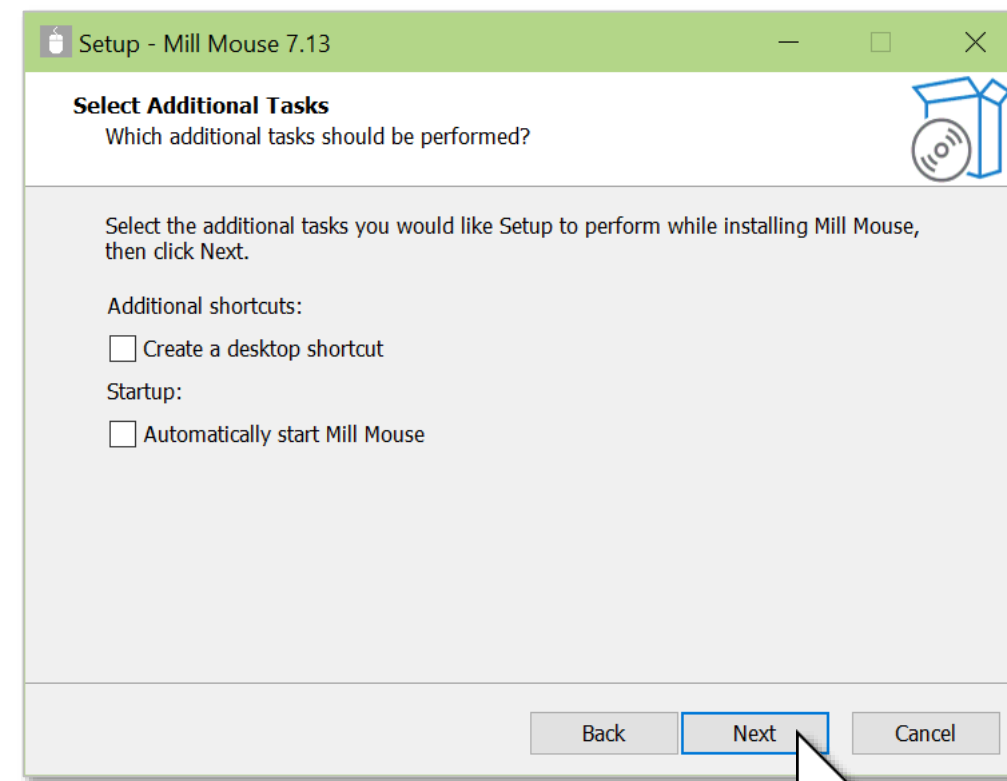 Setup - Mill Mouse 7.13
Select Additional Tasks
Which additional tasks should be performed?
Select the additional tasks you would like Setup to perform while installing Mill Mouse,
then click Next.
Additional shortcuts:
Create a desktop shortcut
Startup:
Automatically start Mill Mouse
Back Next Cancel